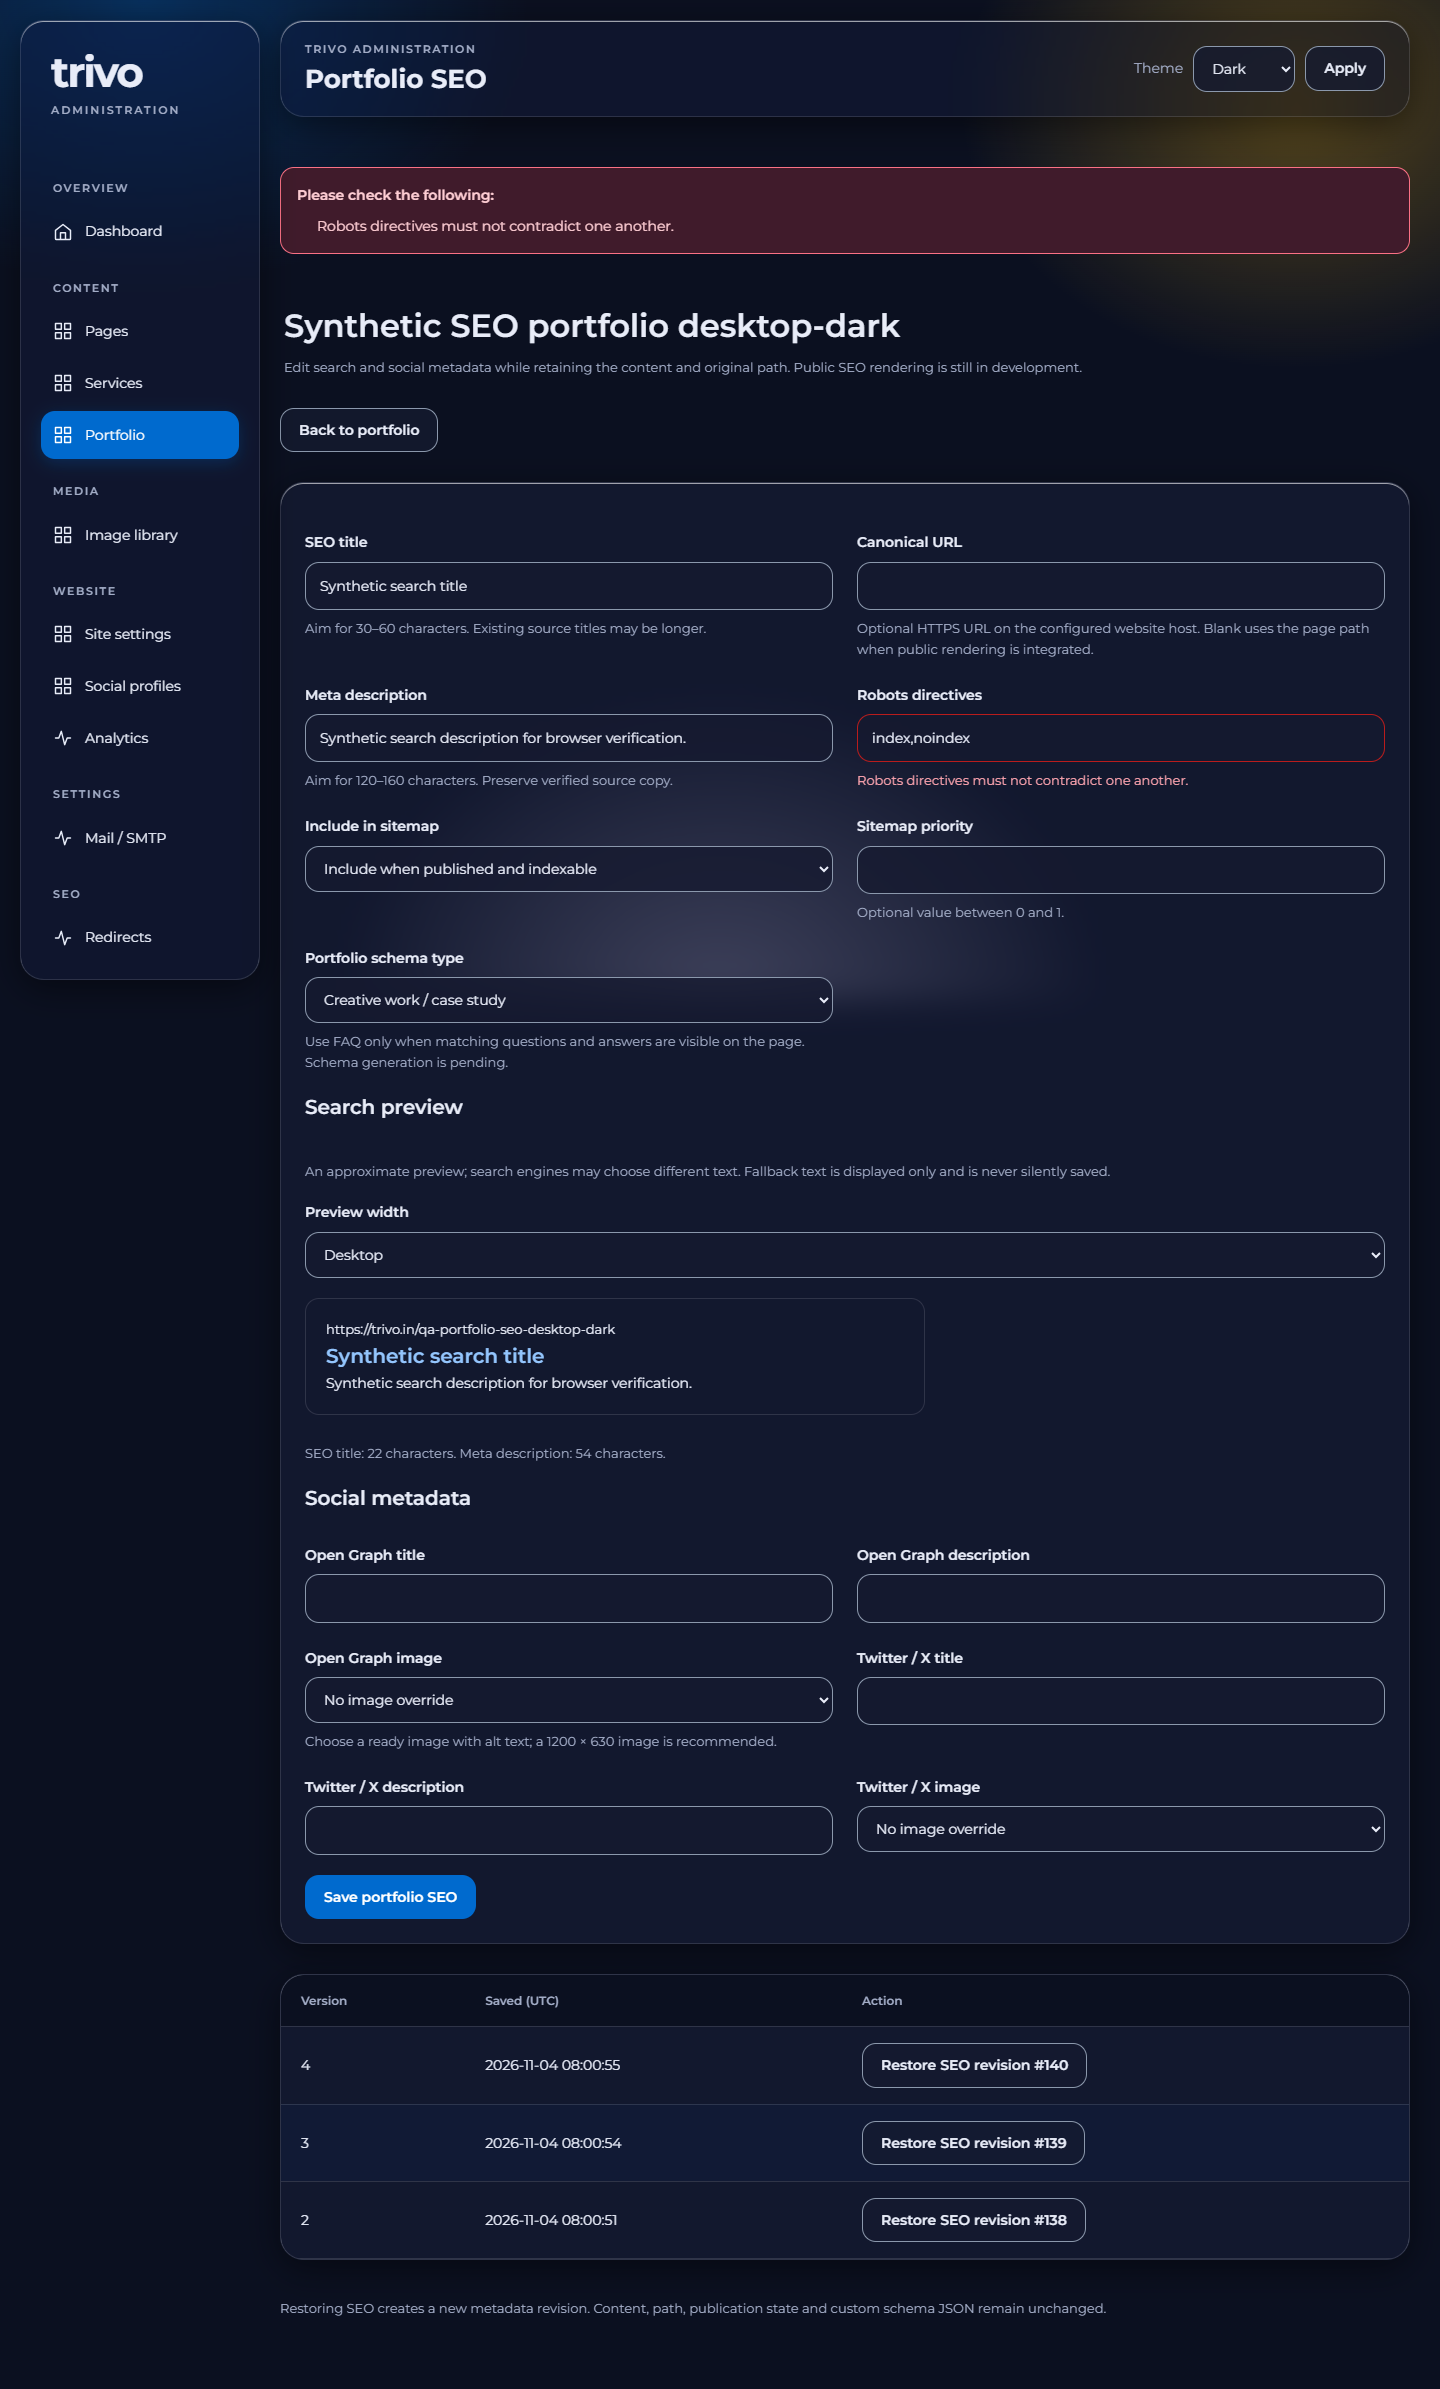 trivo
ADMINISTRATION
OVERVIEW
Dashboard
CONTENT
Pages
Services
Portfolio
MEDIA
Image library
WEBSITE
Site settings
Social profiles
Analytics
SETTINGS
Mail / SMTP
SEO
Redirects
TRIVO ADMINISTRATION
Portfolio SEO
Theme
Dark
Apply
Please check the following:
Robots directives must not contradict one another.
Synthetic SEO portfolio desktop-dark
Edit search and social metadata while retaining the content and original path. Public SEO rendering is still in development.
Back to portfolio
SEO title
Synthetic search title
Aim for 30–60 characters. Existing source titles may be longer.
Canonical URL
Optional HTTPS URL on the configured website host. Blank uses the page path
when public rendering is integrated.
Meta description
Synthetic search description for browser verification.
Aim for 120–160 characters. Preserve verified source copy.
Robots directives
index,noindex
Robots directives must not contradict one another.
Include in sitemap
Include when published and indexable
Sitemap priority
Optional value between 0 and 1.
Portfolio schema type
Creative work / case study
Use FAQ only when matching questions and answers are visible on the page.
Schema generation is pending.
Search preview
An approximate preview; search engines may choose different text. Fallback text is displayed only and is never silently saved.
Preview width
Desktop
https://trivo.in/qa-portfolio-seo-desktop-dark
Synthetic search title
Synthetic search description for browser verification.
SEO title: 22 characters. Meta description: 54 characters.
Social metadata
Open Graph title
Open Graph description
Open Graph image
No image override
Choose a ready image with alt text; a 1200 × 630 image is recommended.
Twitter / X title
Twitter / X description
Twitter / X image
No image override
Save portfolio SEO
Version Saved (UTC) Action
4 2026-11-04 08:00:55 Restore SEO revision #140
3 2026-11-04 08:00:54 Restore SEO revision #139
2 2026-11-04 08:00:51 Restore SEO revision #138
Restoring SEO creates a new metadata revision. Content, path, publication state and custom schema JSON remain unchanged.